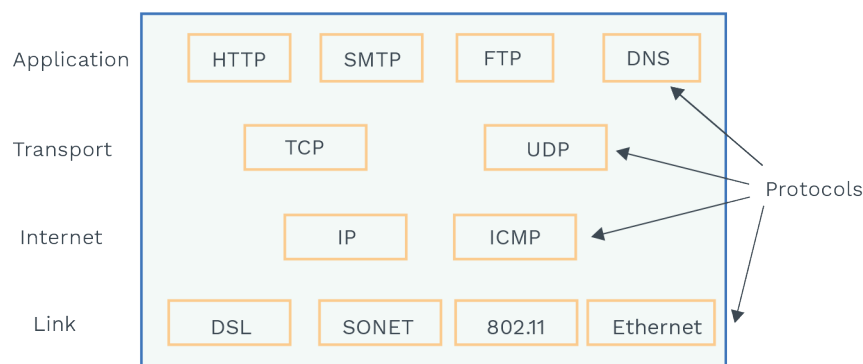 Application HTTP SMTP FTP DNS
Transport TCP UDP
Protocols
Internet IP ICMP
Link DSL SONET 802.11 Ethernet